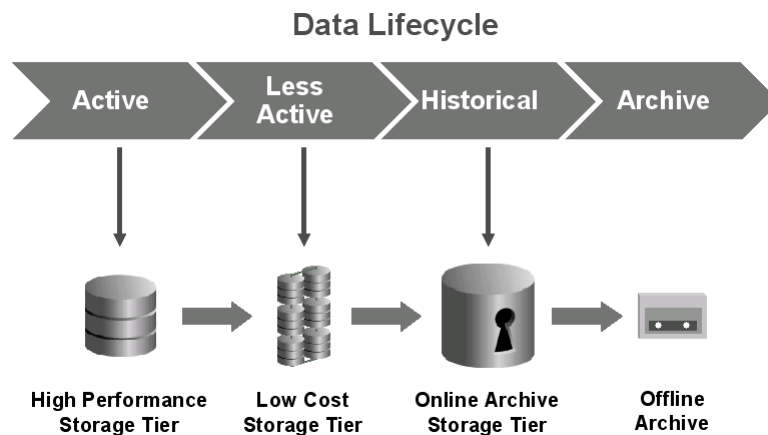 Data Lifecycle
Active
Less
Active
Historical
Archive
High Performance
Storage Tier
Low Cost
Storage Tier
Online Archive
Storage Tier
Offline
Archive